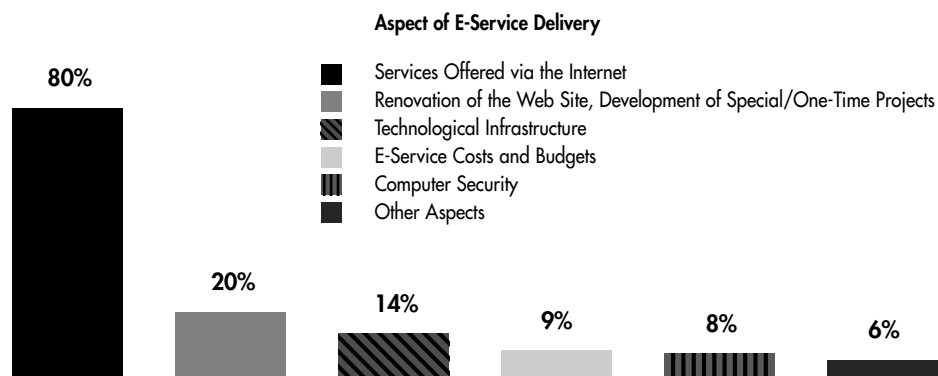 Aspect of E-Service Delivery
Services Offered via the Internet
Renovation of the Web Site, Development of Special/One-Time Projects
Technological Infrastructure
E-Service Costs and Budgets
Computer Security
Other Aspects
80%
20%
14%
9%
8%
6%